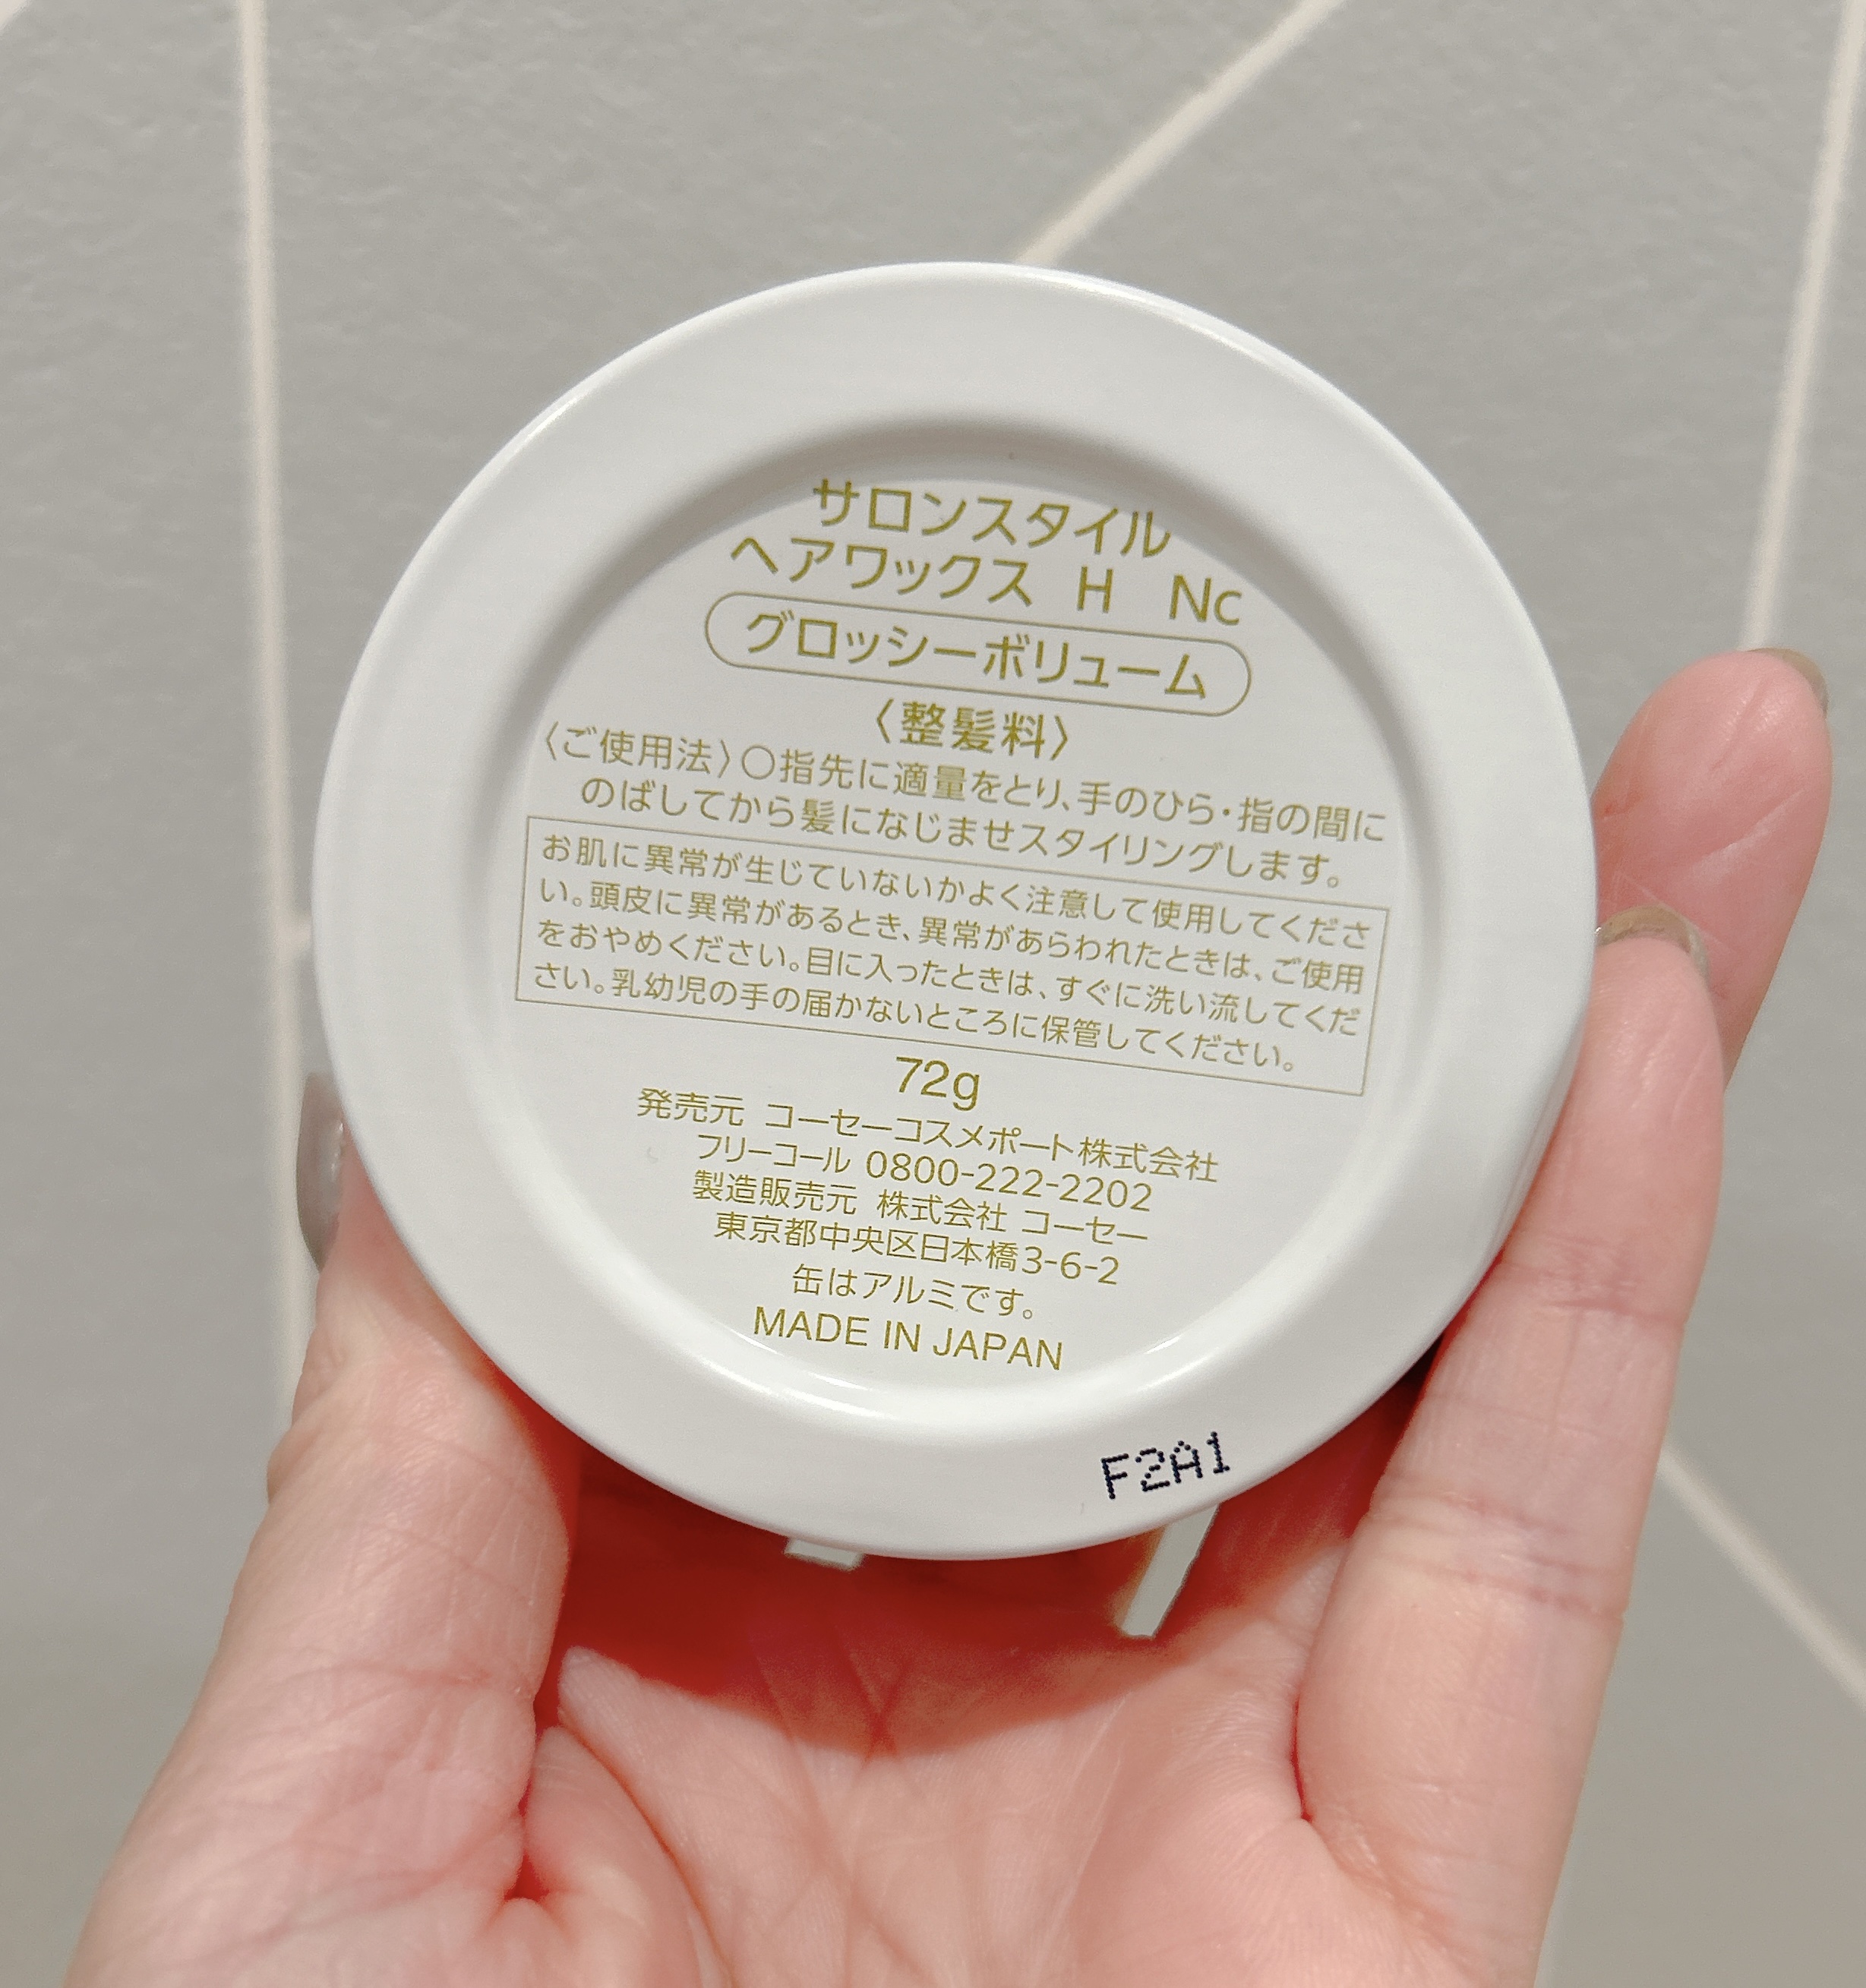 サロンスタイル
ヘアワックス H Nc
グロッシーボリューム
〈整髪料〉
〈ご使用法〉○指先に適量をとり、手のひら・指の間に
のばしてから髪になじませスタイリングします。
お肌に異常が生じていないかよく注意して使用してくださ
い。頭皮に異常があるとき、異常があらわれたときは、ご使用
をおやめください。目に入ったときは、すぐに洗い流してくだ
さい。乳幼児の手の届かないところに保管してください。
72g
発売元 コーセーコスメポート株式会社
フリーコール 0800-222-2202
製造販売元 株式会社 コーセー
東京都中央区日本橋3-6-2
缶はアルミです。
MADE IN JAPAN
F2A1